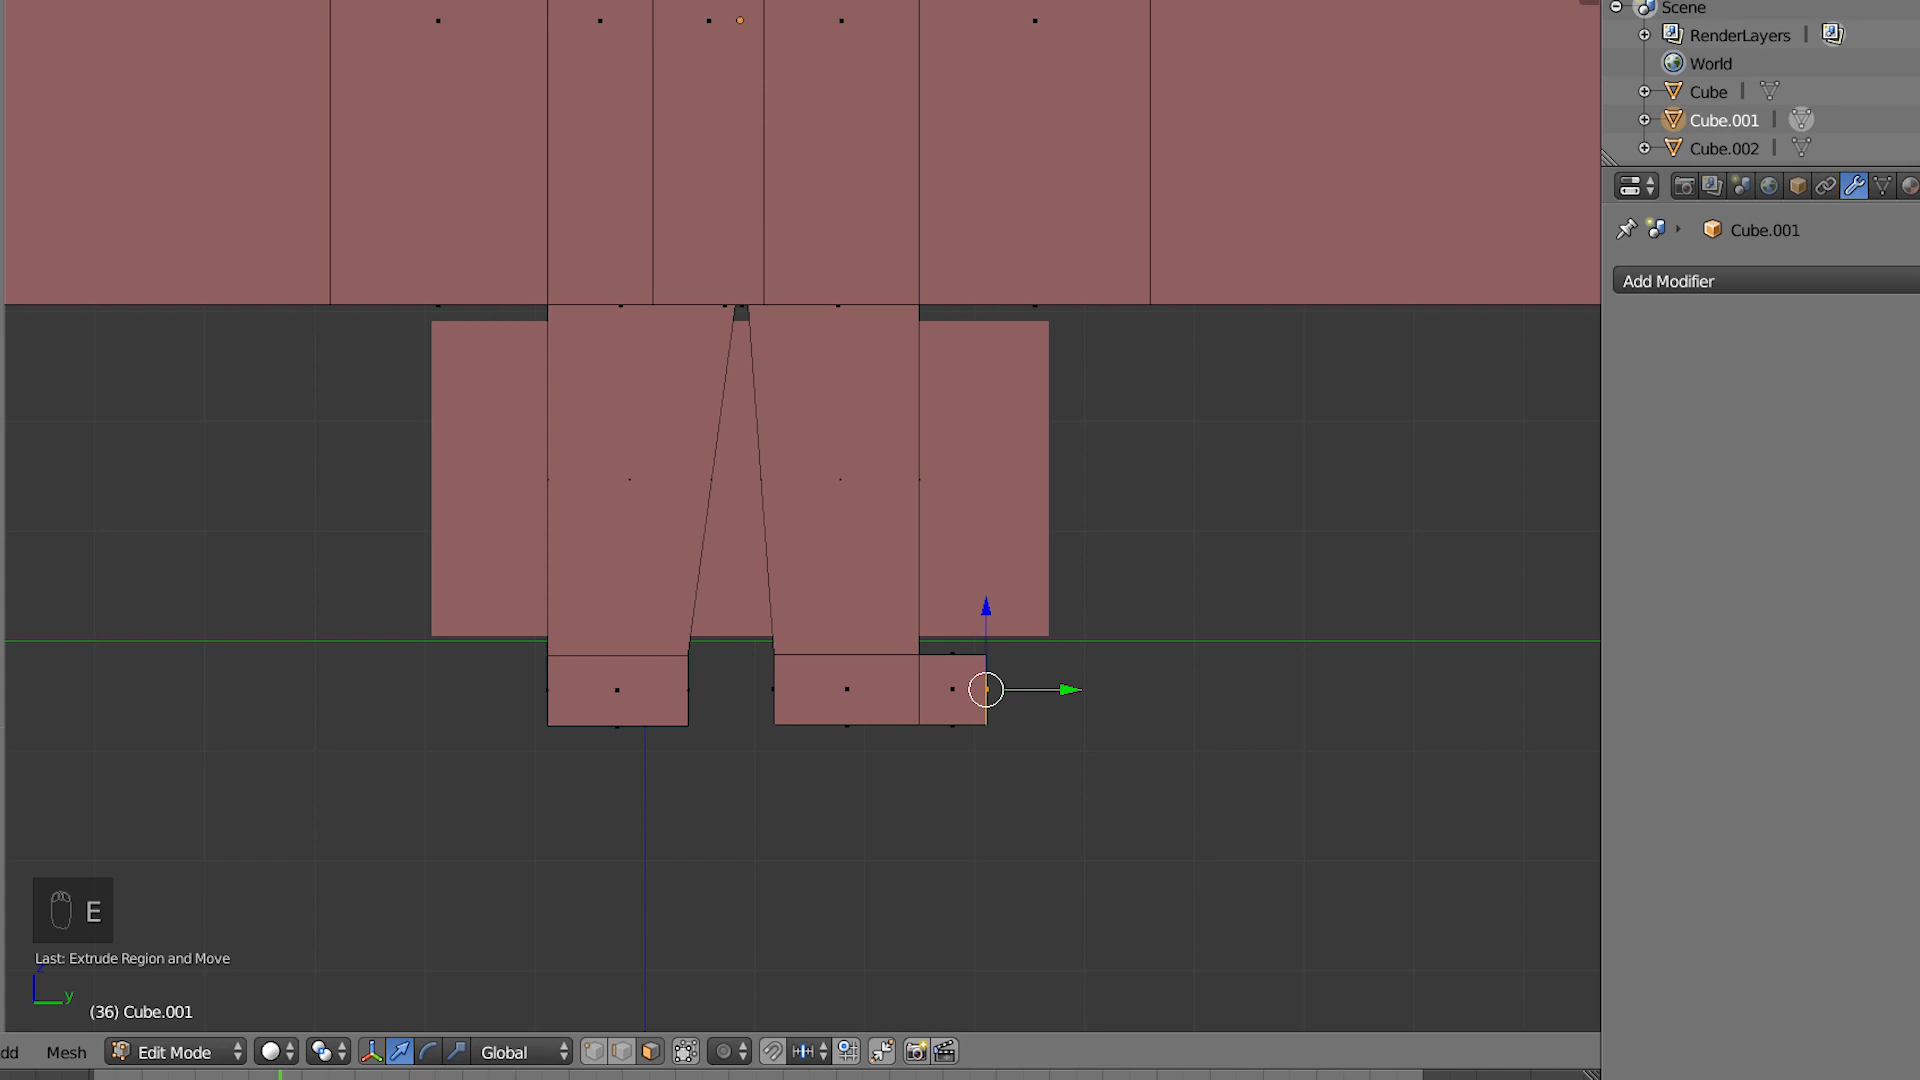 Scene
RenderLayers
World
Cube
Cube.001
Cube.002
Cube.001
Add Modifier
E
Last: Extrude Region and Move
z
y
(36) Cube.001
dd Mesh Edit Mode Global